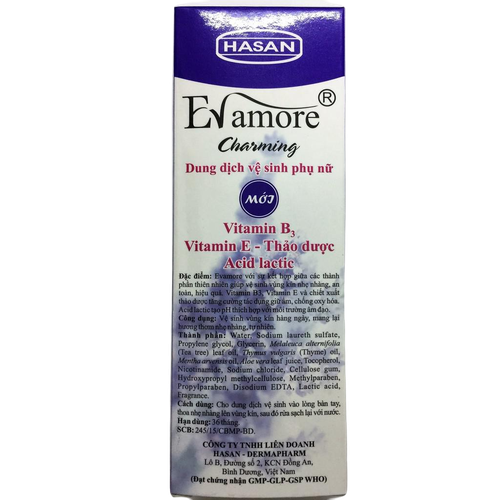 HASAN
Evamore®
Charming
Dung dịch vệ sinh phụ nữ
MỚI
Vitamin B3
Vitamin E - Thảo dược
Acid lactic
Đặc điểm: Evamore với sự kết hợp giữa các thành
phần thiên nhiên giúp vệ sinh vùng kín nhẹ nhàng, an
toàn, hiệu quả. Vitamin B3, Vitamin E và chiết xuất
thảo dược tăng cường tác dụng giữ ẩm, chống oxy hóa.
Acid lactic tạo pH thích hợp với môi trường âm đạo.
Công dụng: Vệ sinh vùng kín hàng ngày, mang lại
hương thơm nhẹ nhàng, tự nhiên.
Thành phần: Water, Sodium laureth sulfate,
Propylene glycol, Glycerin, Melaleuca alternifolia
(Tea tree) leaf oil, Thymus vulgaris (Thyme) oil,
Mentha arvensis oil, Aloe vera leaf juice, Tocopherol,
Nicotinamide, Sodium chloride, Cellulose gum,
Hydroxypropyl methylcellulose, Methylparaben,
Propylparaben, Disodium EDTA, Lactic acid,
Fragrance.
Cách dùng: Cho dung dịch vệ sinh vào lòng bàn tay,
thoa nhẹ nhàng lên vùng kín, sau đó rửa sạch lại với nước.
Hạn dùng: 36 tháng.
SCB: 245/15/CBMP-BD.
CÔNG TY TNHH LIÊN DOANH
HASAN - DERMAPHARM
Lô B, Đường số 2, KCN Đồng An,
Bình Dương, Việt Nam
(Đạt chứng nhận GMP-GLP-GSP WHO)